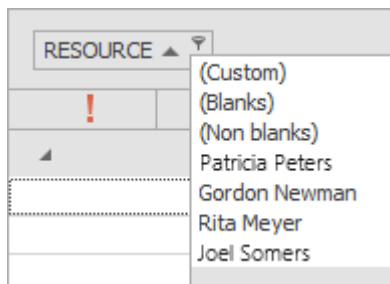 RESOURCE
!
(Custom)
(Blanks)
(Non blanks)
Patricia Peters
Gordon Newman
Rita Meyer
Joel Somers